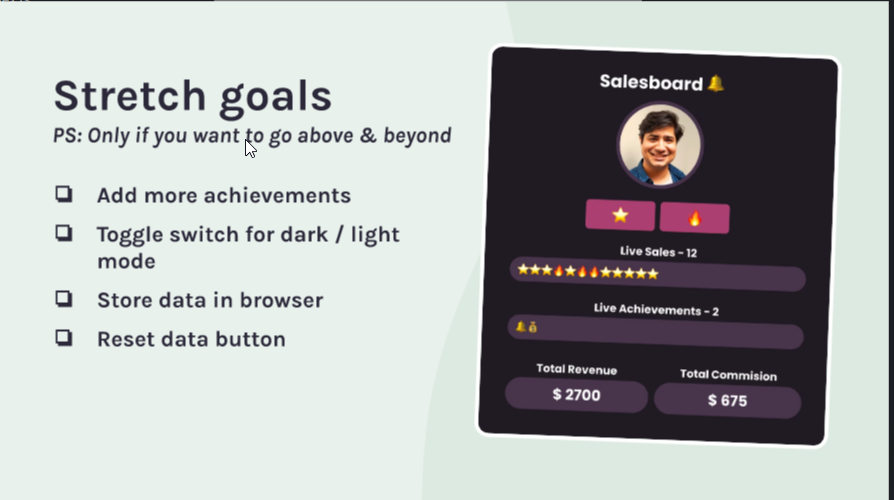 Stretch goals
PS: Only if you want to go above & beyond
Add more achievements
Toggle switch for dark / light
mode
Store data in browser
Reset data button
Salesboard 🔔
⭐ 🔥
Live Sales - 12
⭐⭐⭐🔥⭐🔥🔥⭐⭐⭐⭐⭐
Live Achievements - 2
🔔💰
Total Revenue
$ 2700
Total Commision
$ 675